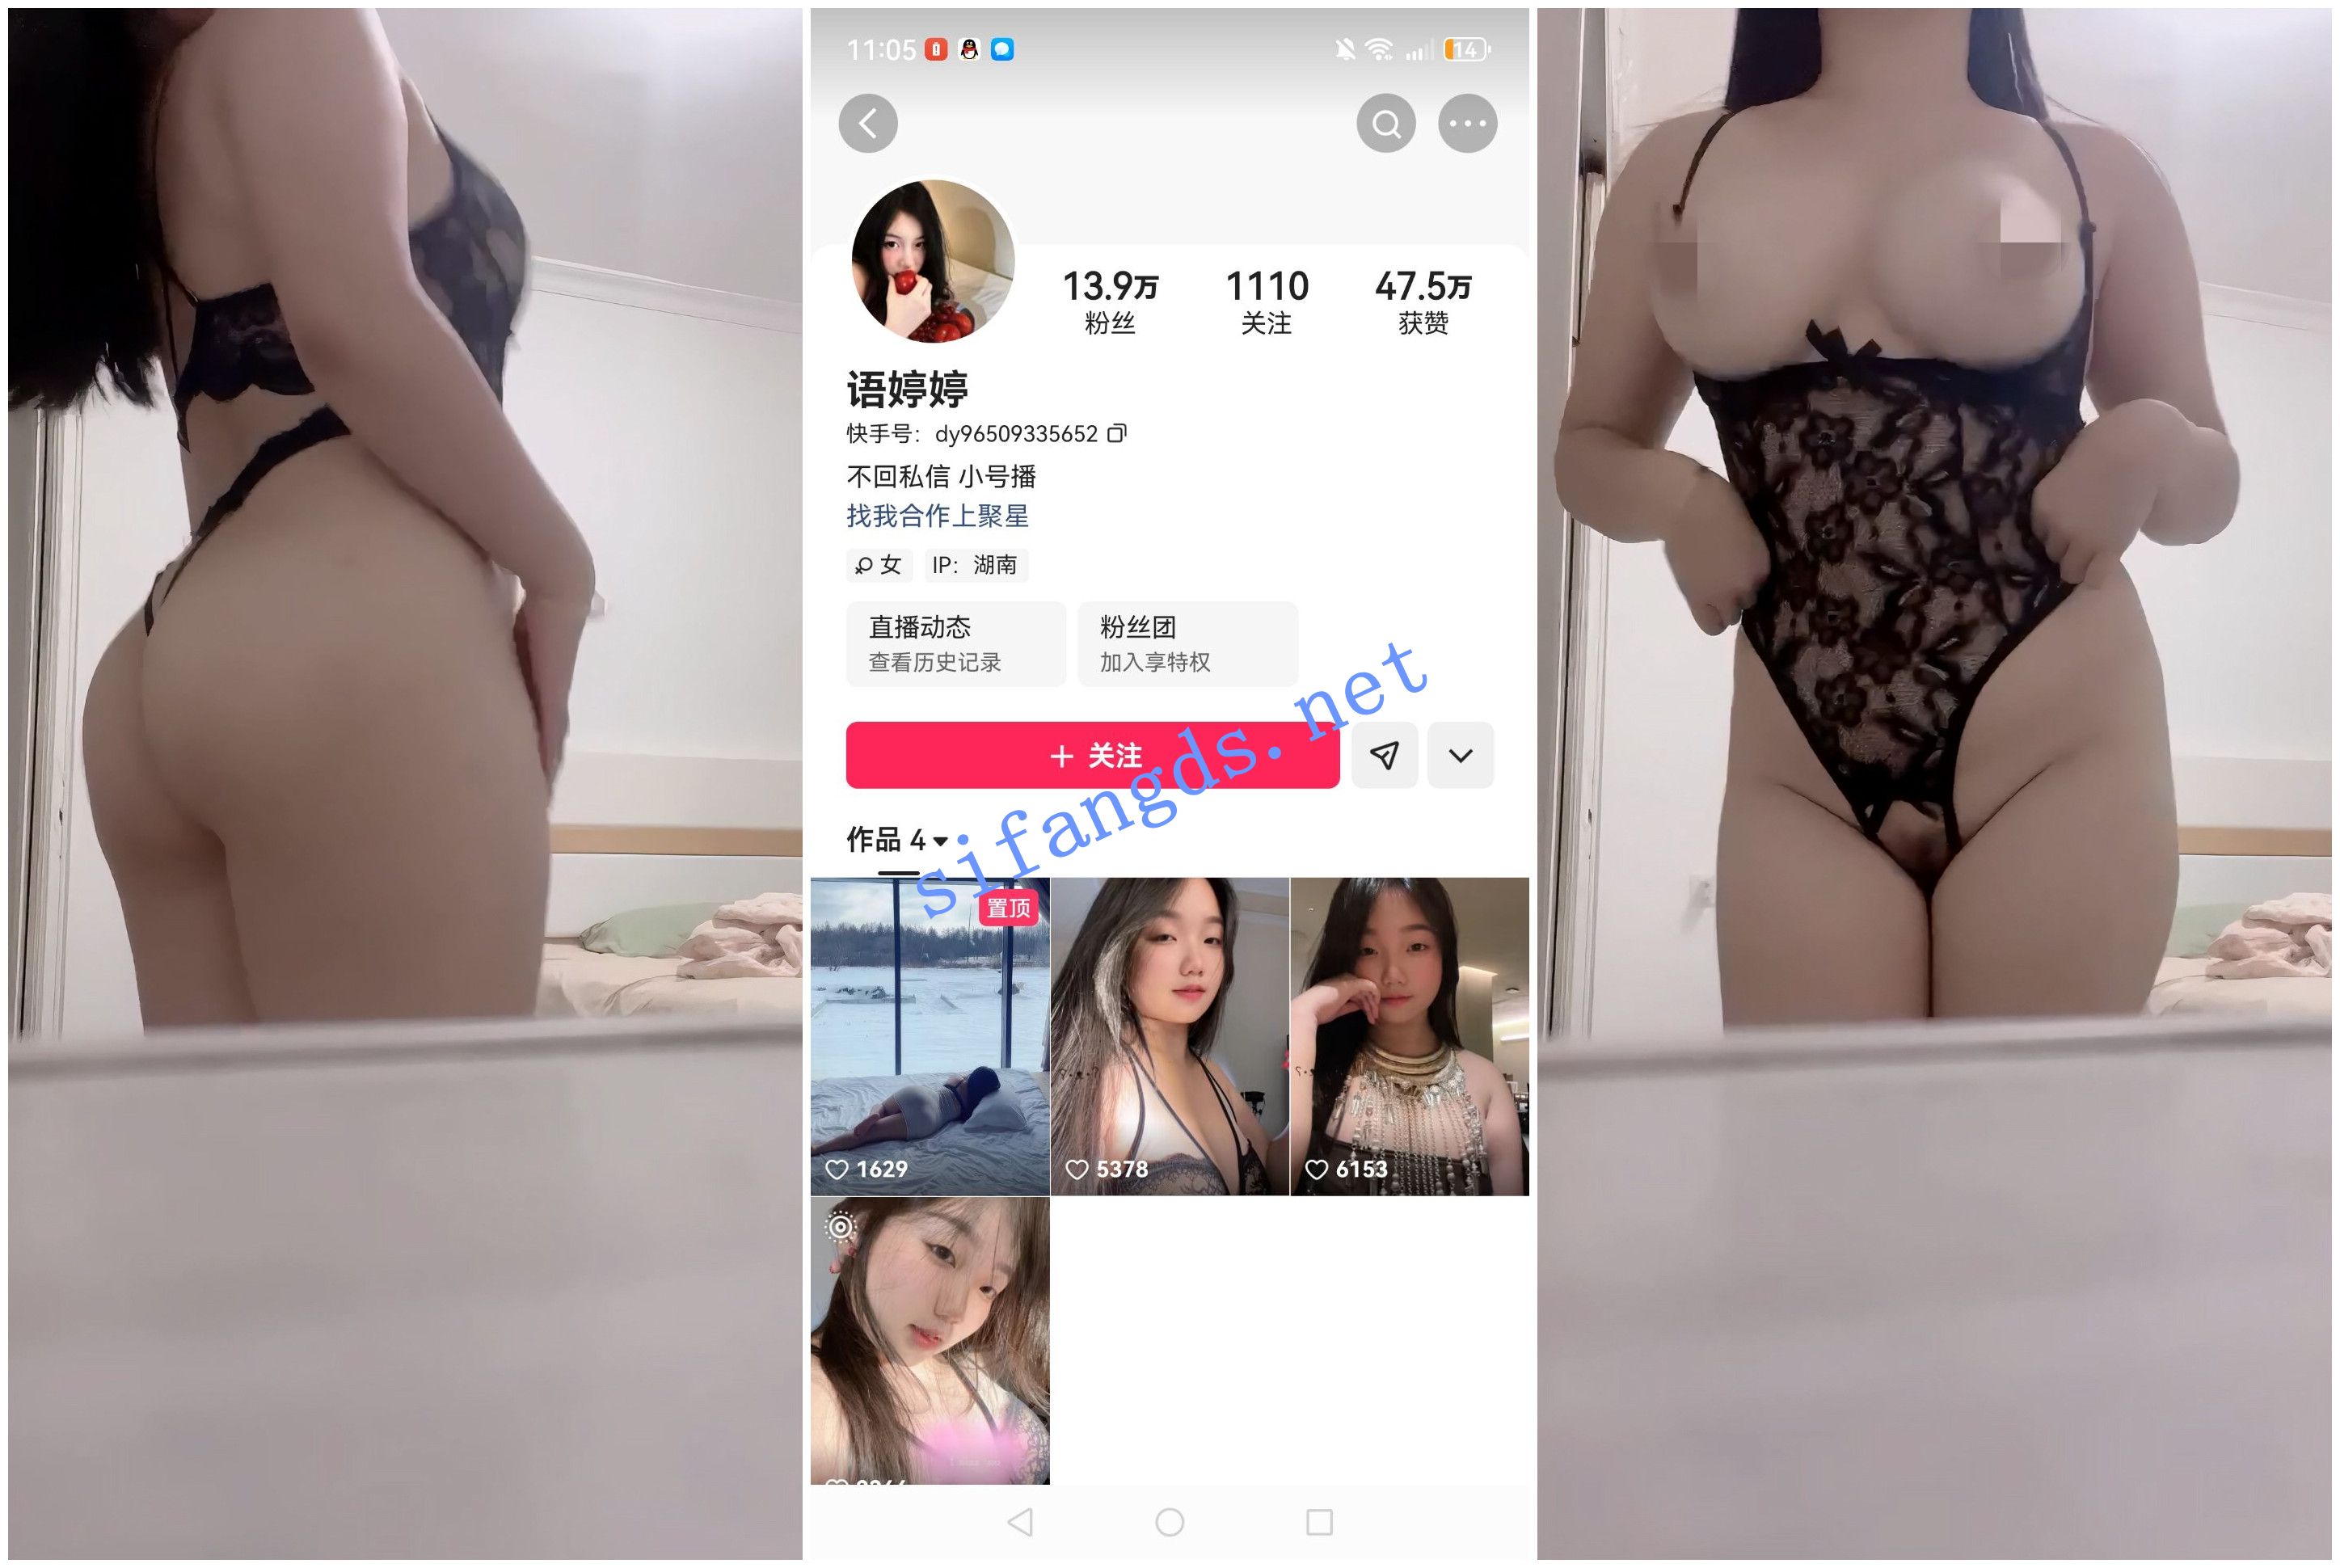 11:05
14
13.9万 1110 47.5万
粉丝 关注 获赞
语婷婷
快手号： dy96509335652
不回私信 小号播
找我合作上聚星
女 IP： 湖南
直播动态 粉丝团
查看历史记录 加入享特权
+ 关注
sifangds.net
作品 4
置顶
1629 5378 6153